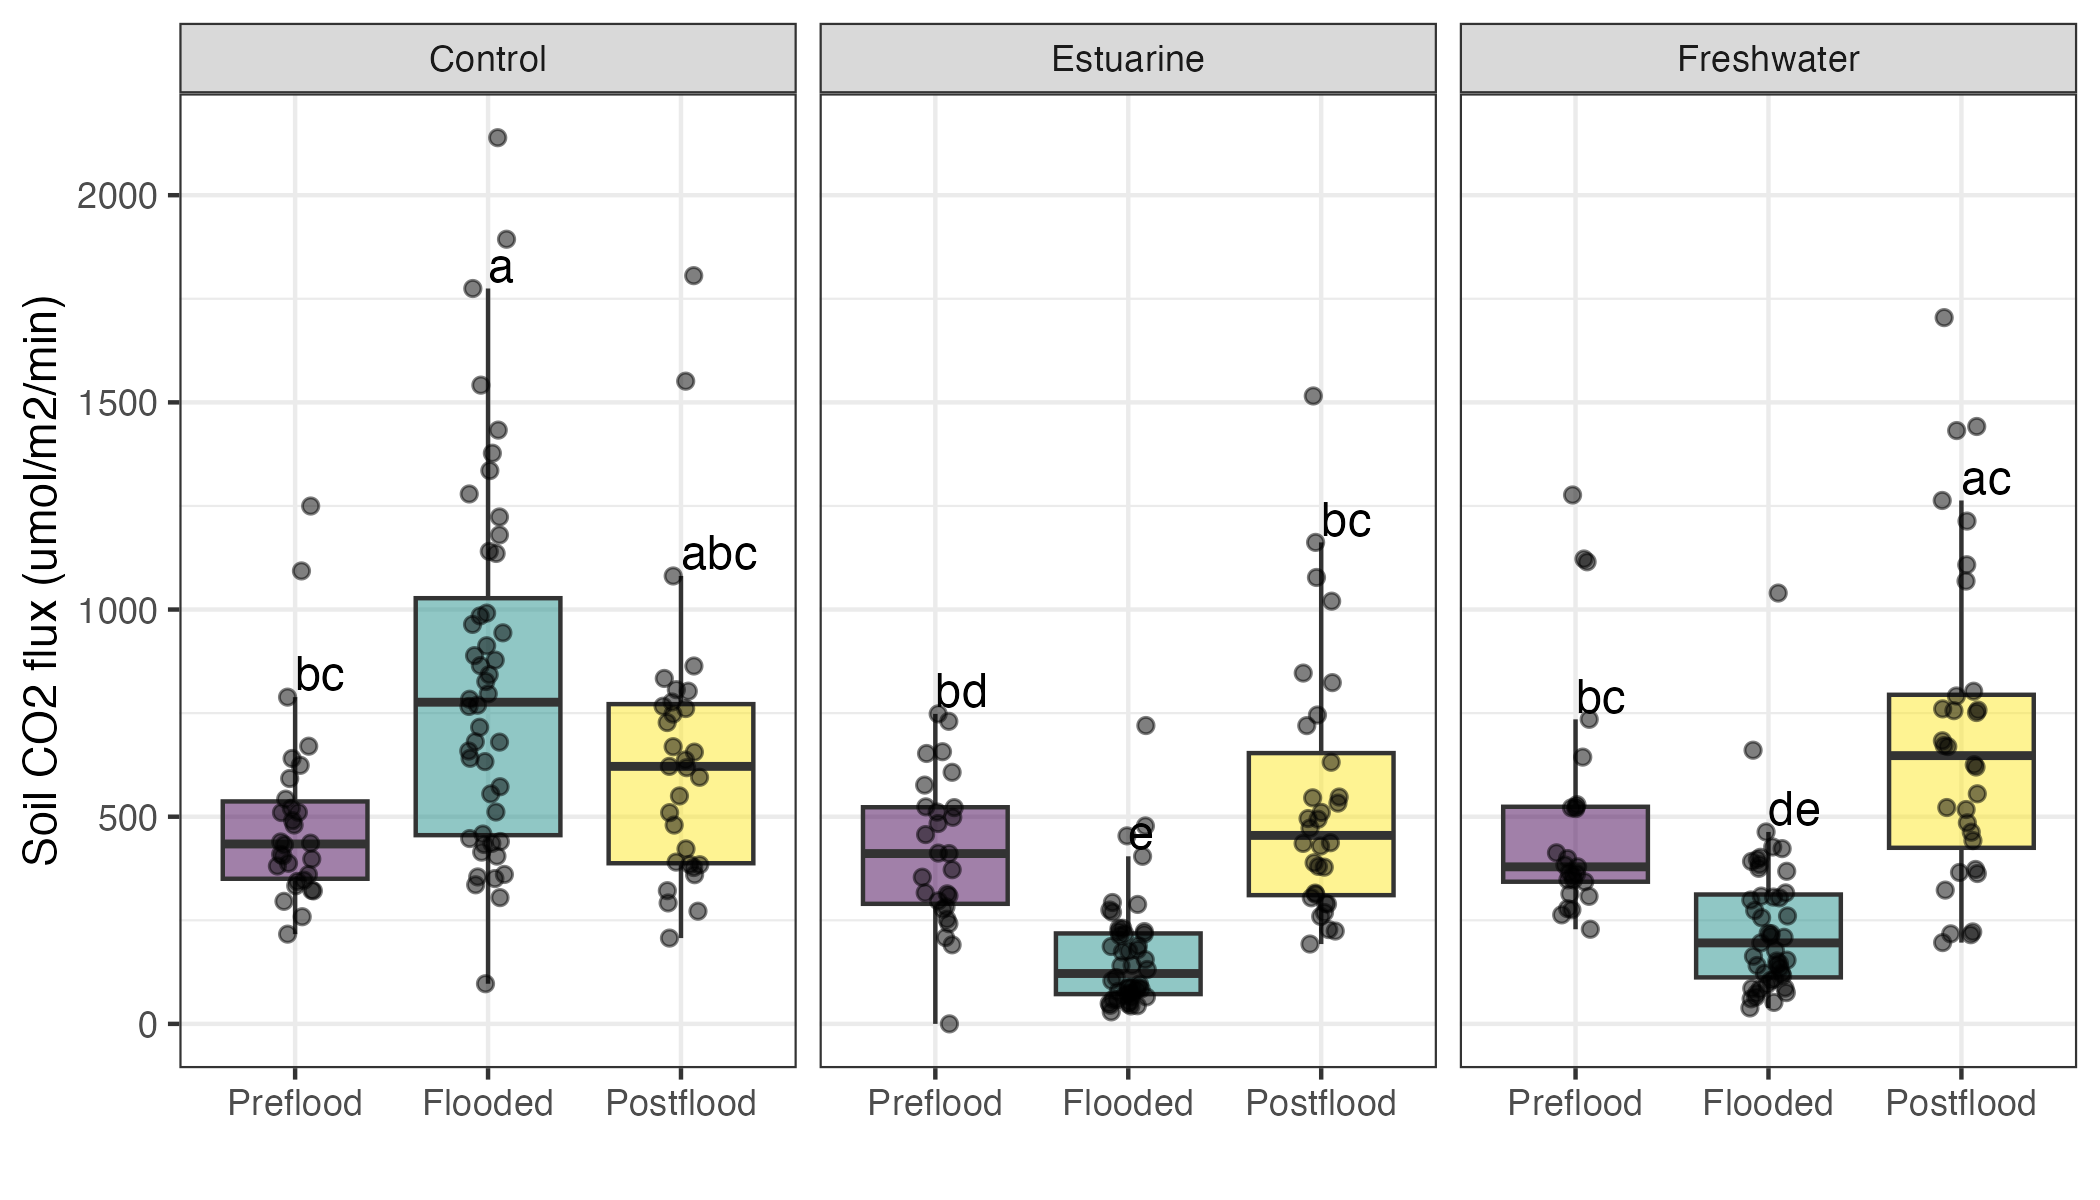 Control Estuarine Freshwater
Soil CO2 flux (umol/m2/min)
2000
1500
1000
500
0
bc a abc
bd e bc
bc de ac
Preflood Flooded Postflood Preflood Flooded Postflood Preflood Flooded Postflood